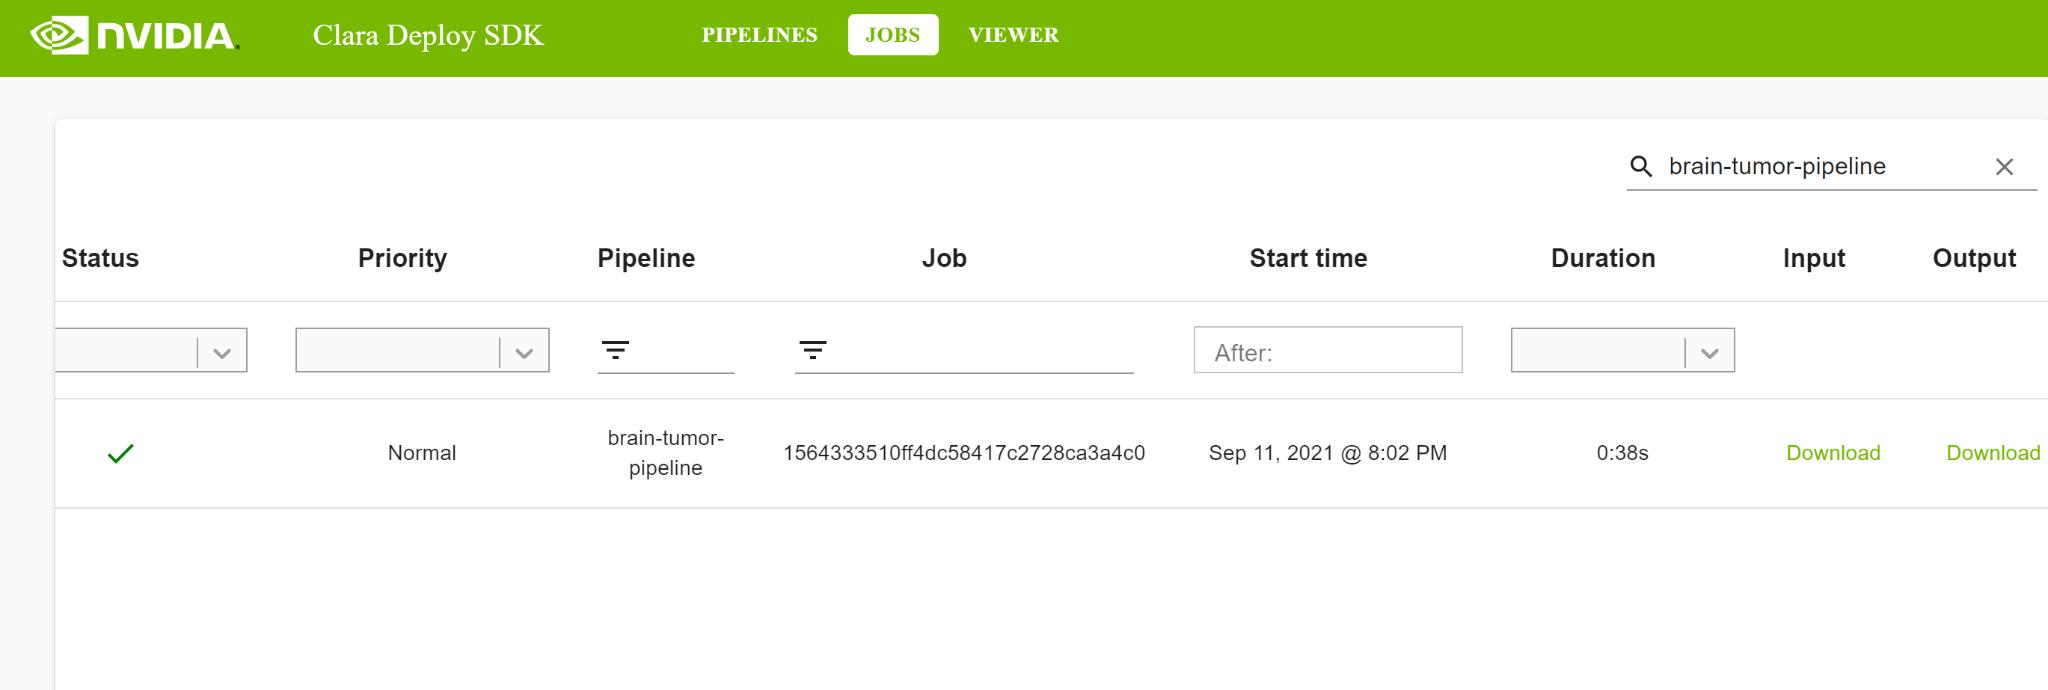 NVIDIA. Clara Deploy SDK PIPELINES JOBS VIEWER
brain-tumor-pipeline
Status Priority Pipeline Job Start time Duration Input Output
After:
Normal brain-tumor- 1564333510ff4dc58417c2728ca3a4c0 Sep 11, 2021 @ 8:02 PM 0:38s Download Download
pipeline